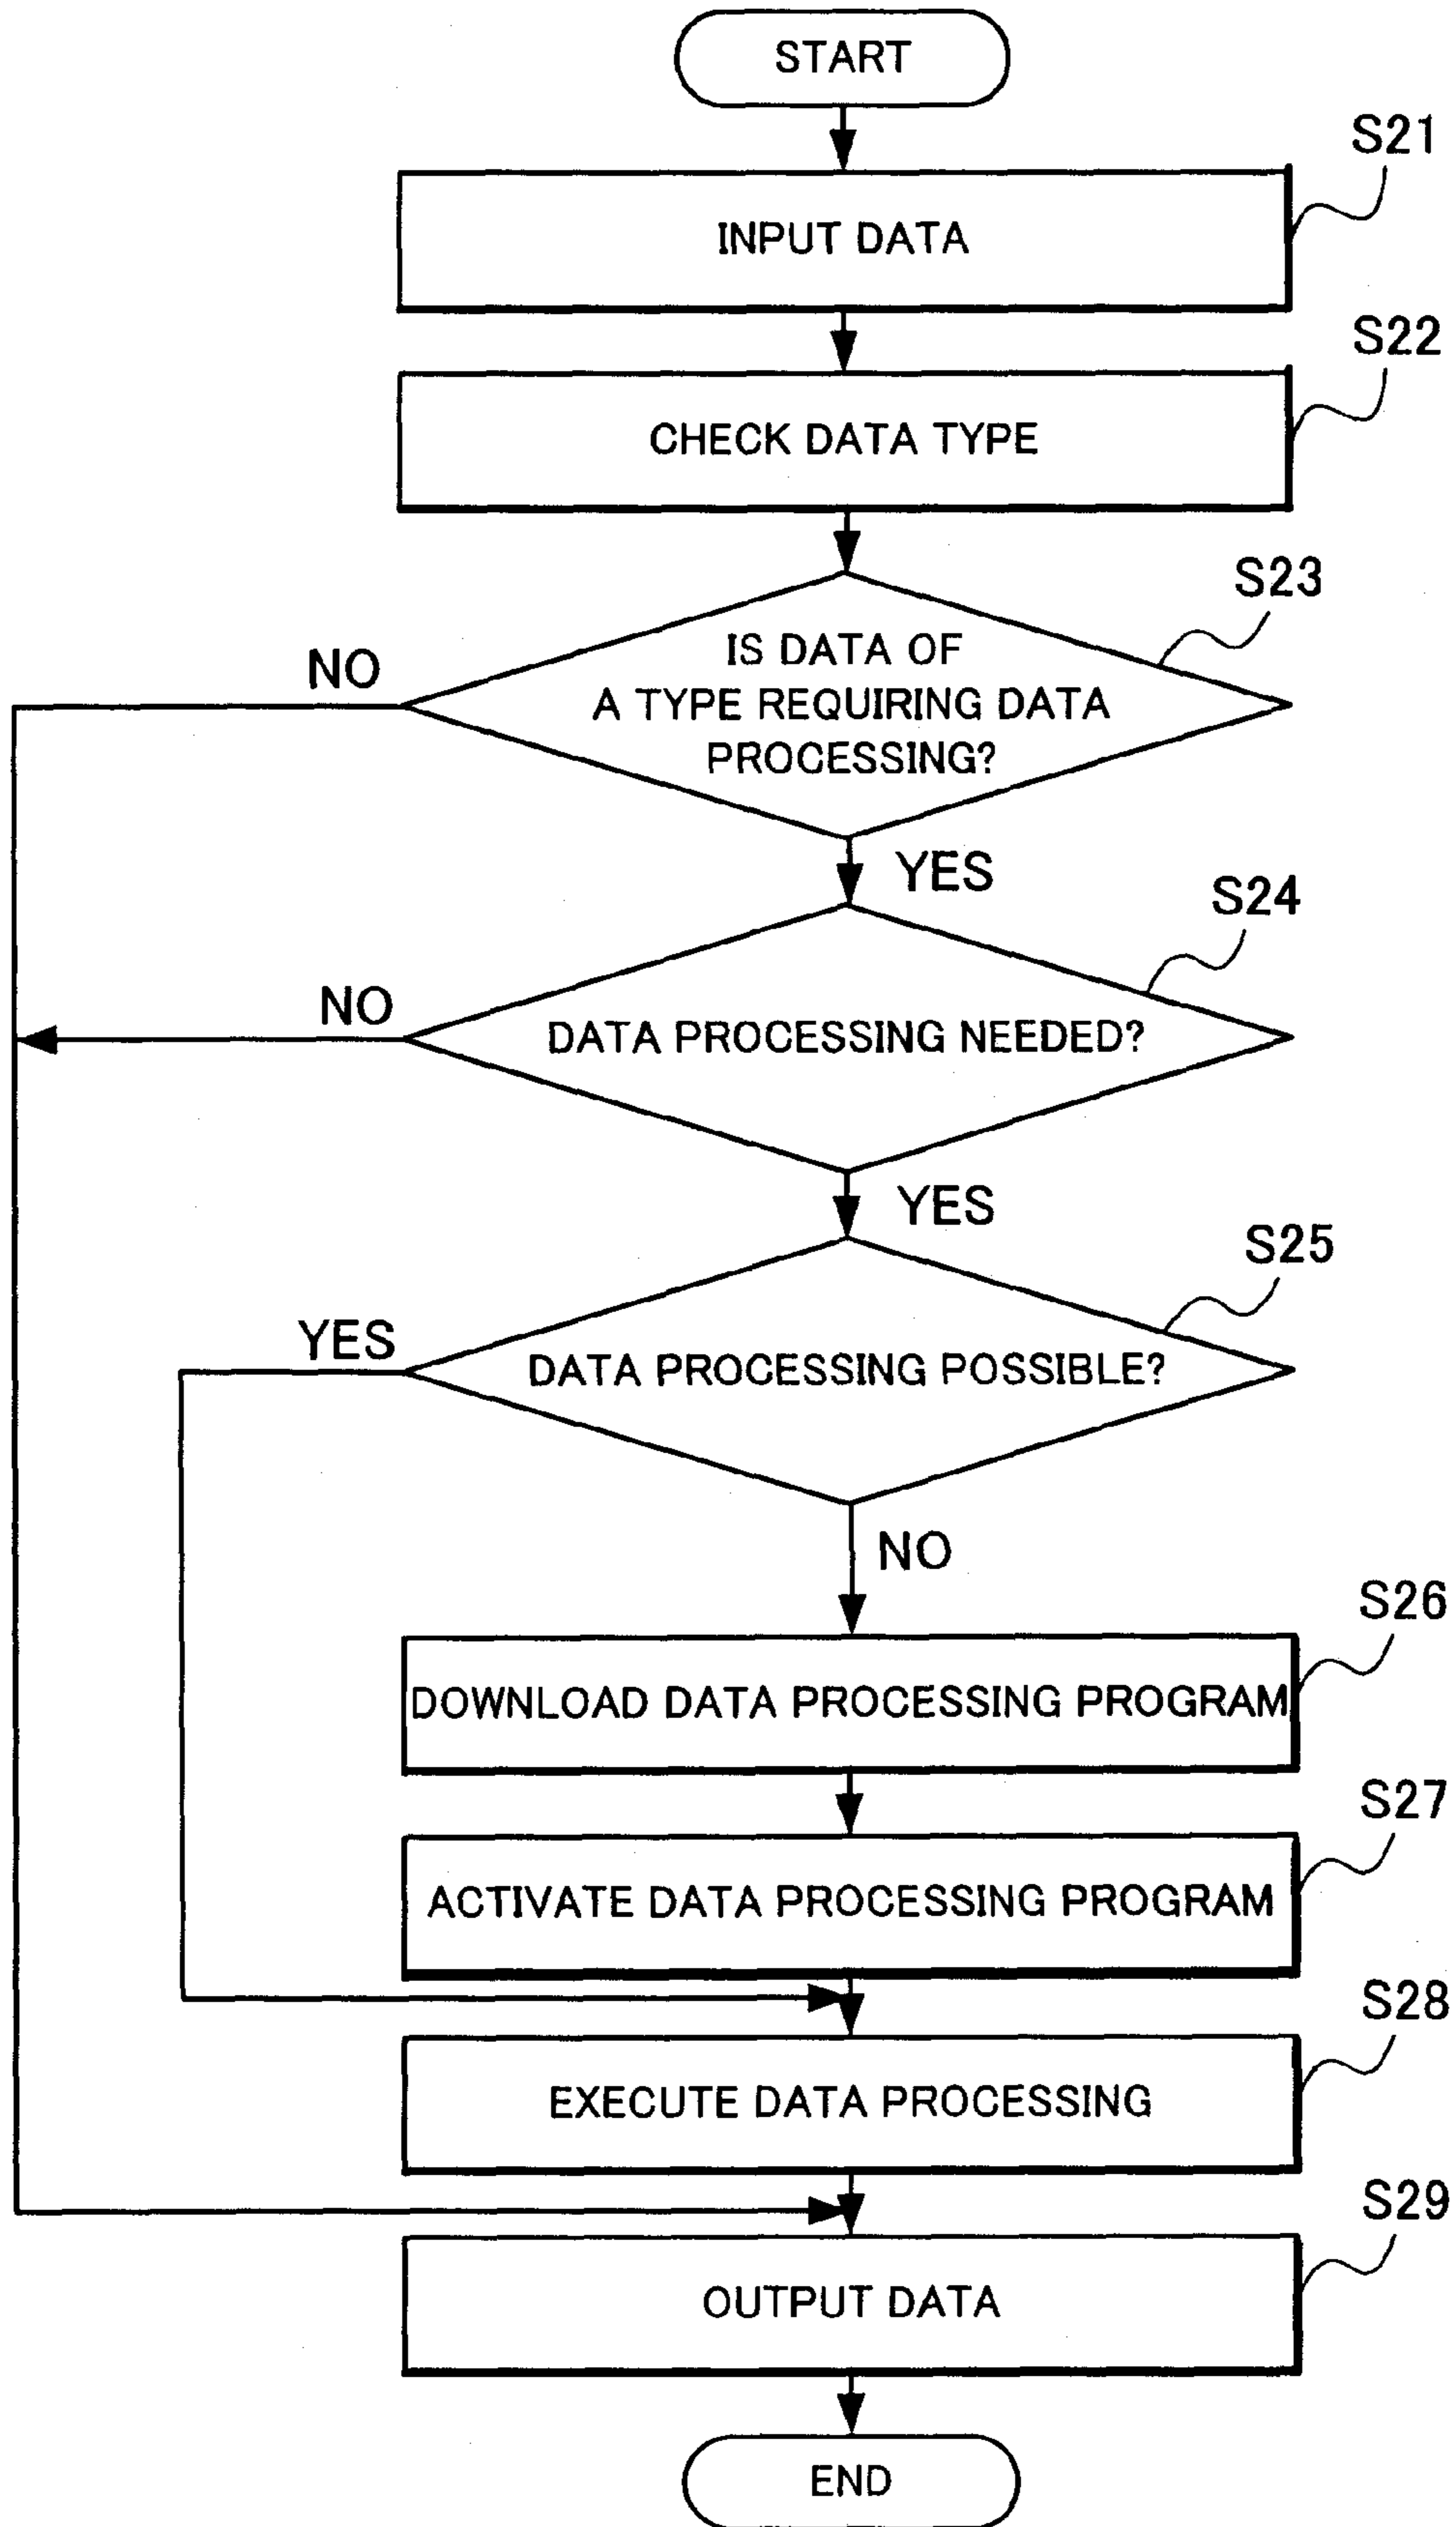 START
S21
INPUT DATA
S22
CHECK DATA TYPE
S23
IS DATA OF
A TYPE REQUIRING DATA
PROCESSING?
NO
YES
S24
DATA PROCESSING NEEDED?
NO
YES
S25
DATA PROCESSING POSSIBLE?
YES
NO
S26
DOWNLOAD DATA PROCESSING PROGRAM
S27
ACTIVATE DATA PROCESSING PROGRAM
S28
EXECUTE DATA PROCESSING
S29
OUTPUT DATA
END